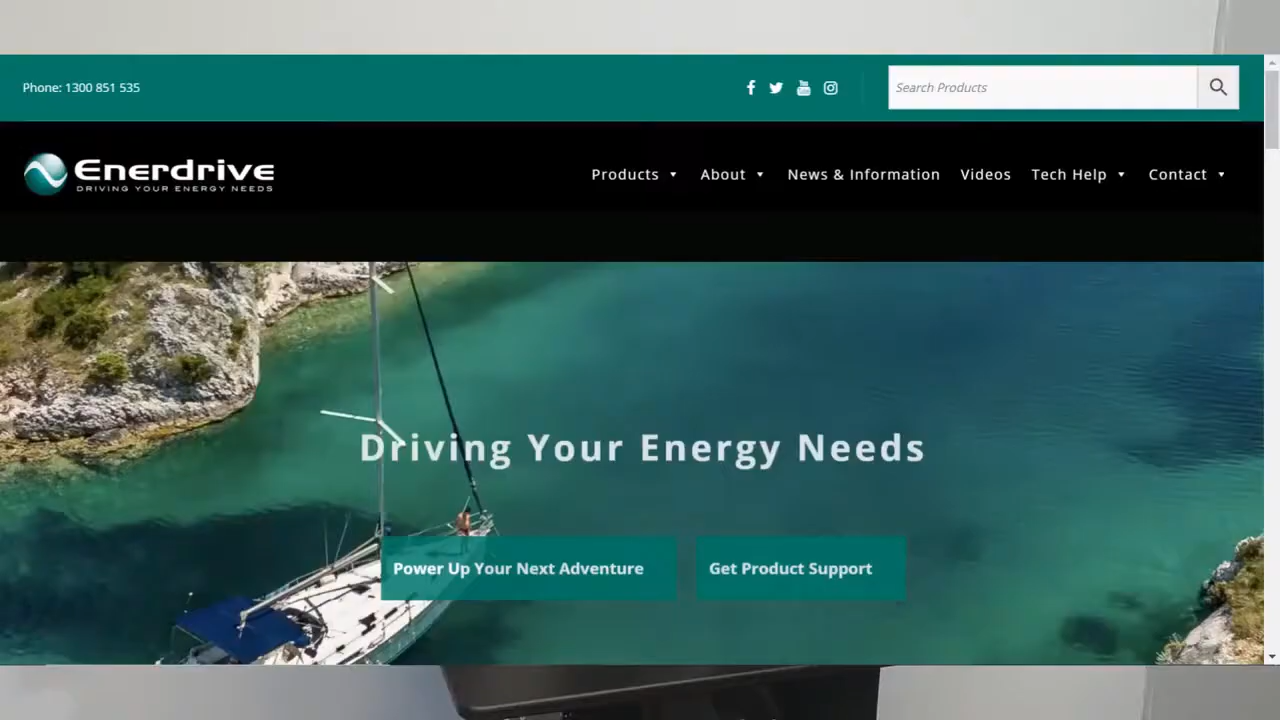 Phone: 1300 851 535
Search Products
Enerdrive
DRIVING YOUR ENERGY NEEDS
Products About News & Information Videos Tech Help Contact
Driving Your Energy Needs
Power Up Your Next Adventure
Get Product Support